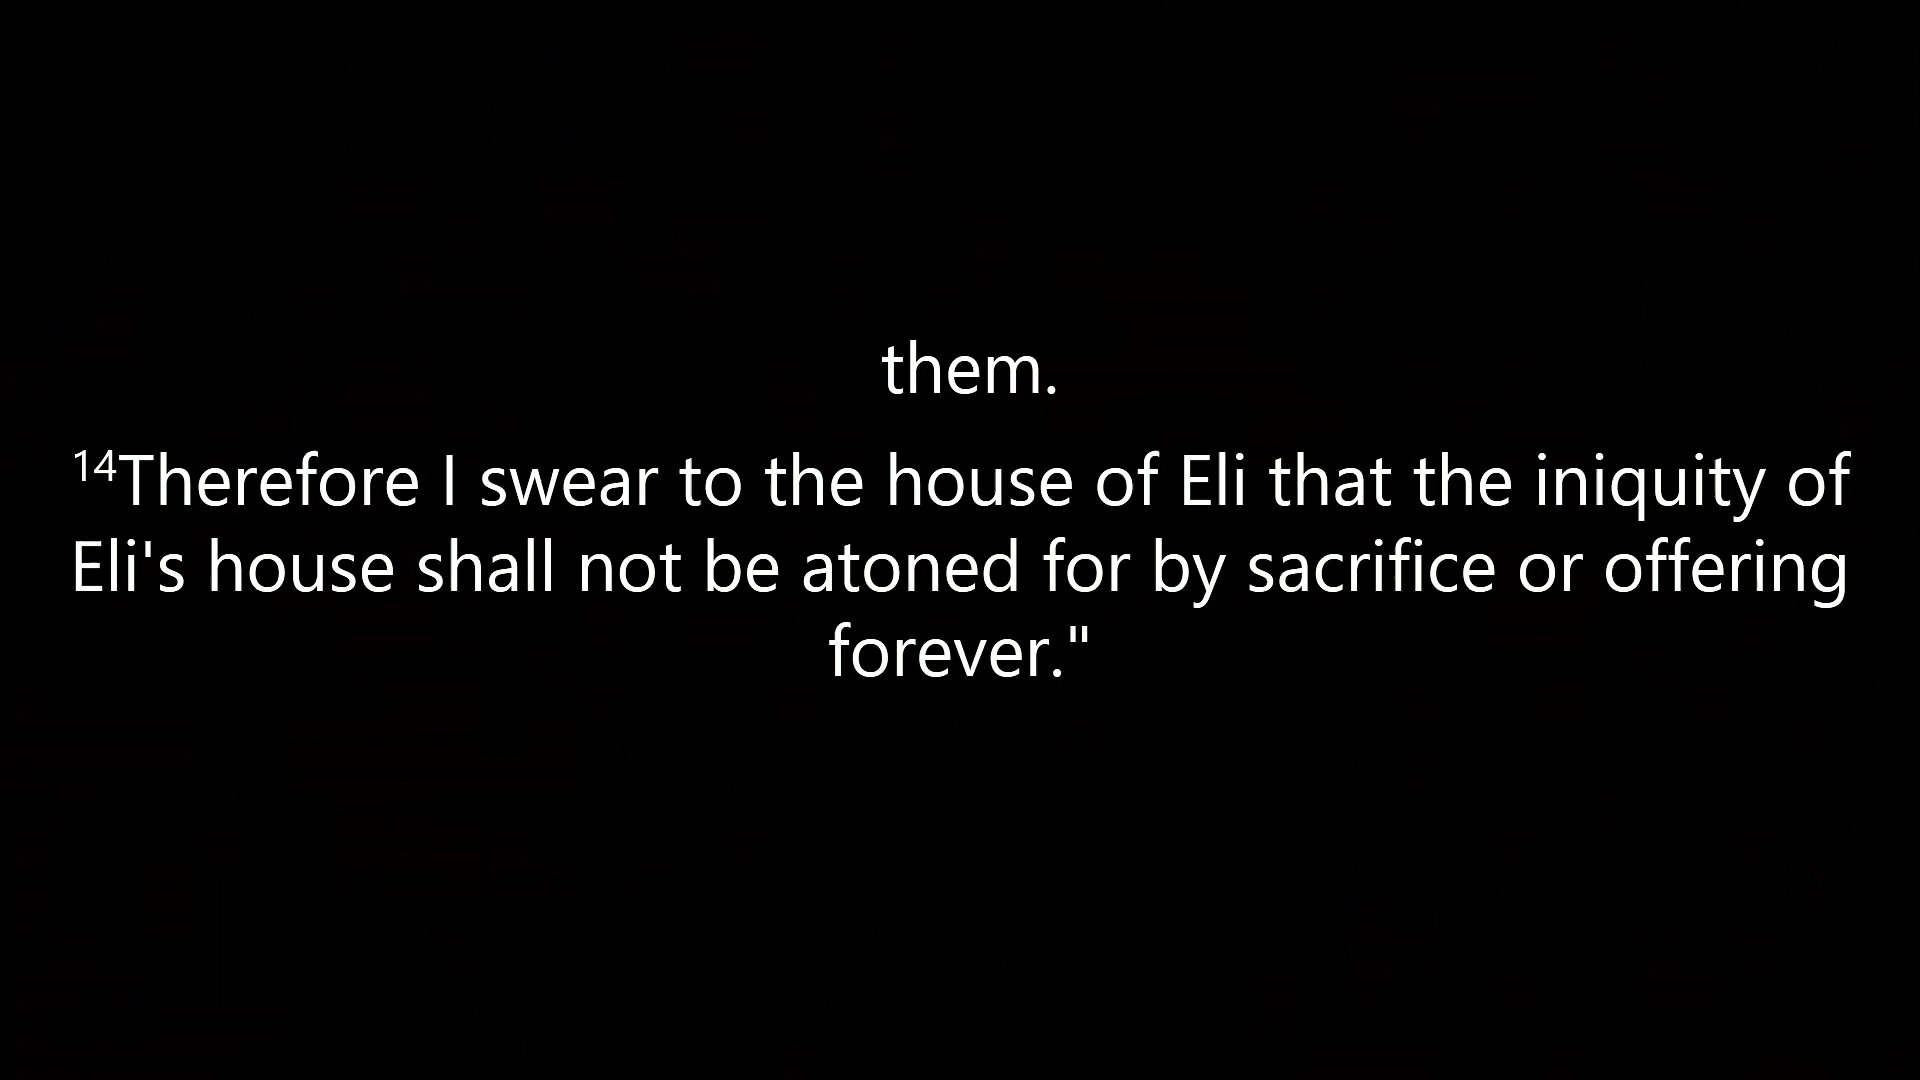 them.
¹⁴Therefore I swear to the house of Eli that the iniquity of
Eli's house shall not be atoned for by sacrifice or offering
forever."